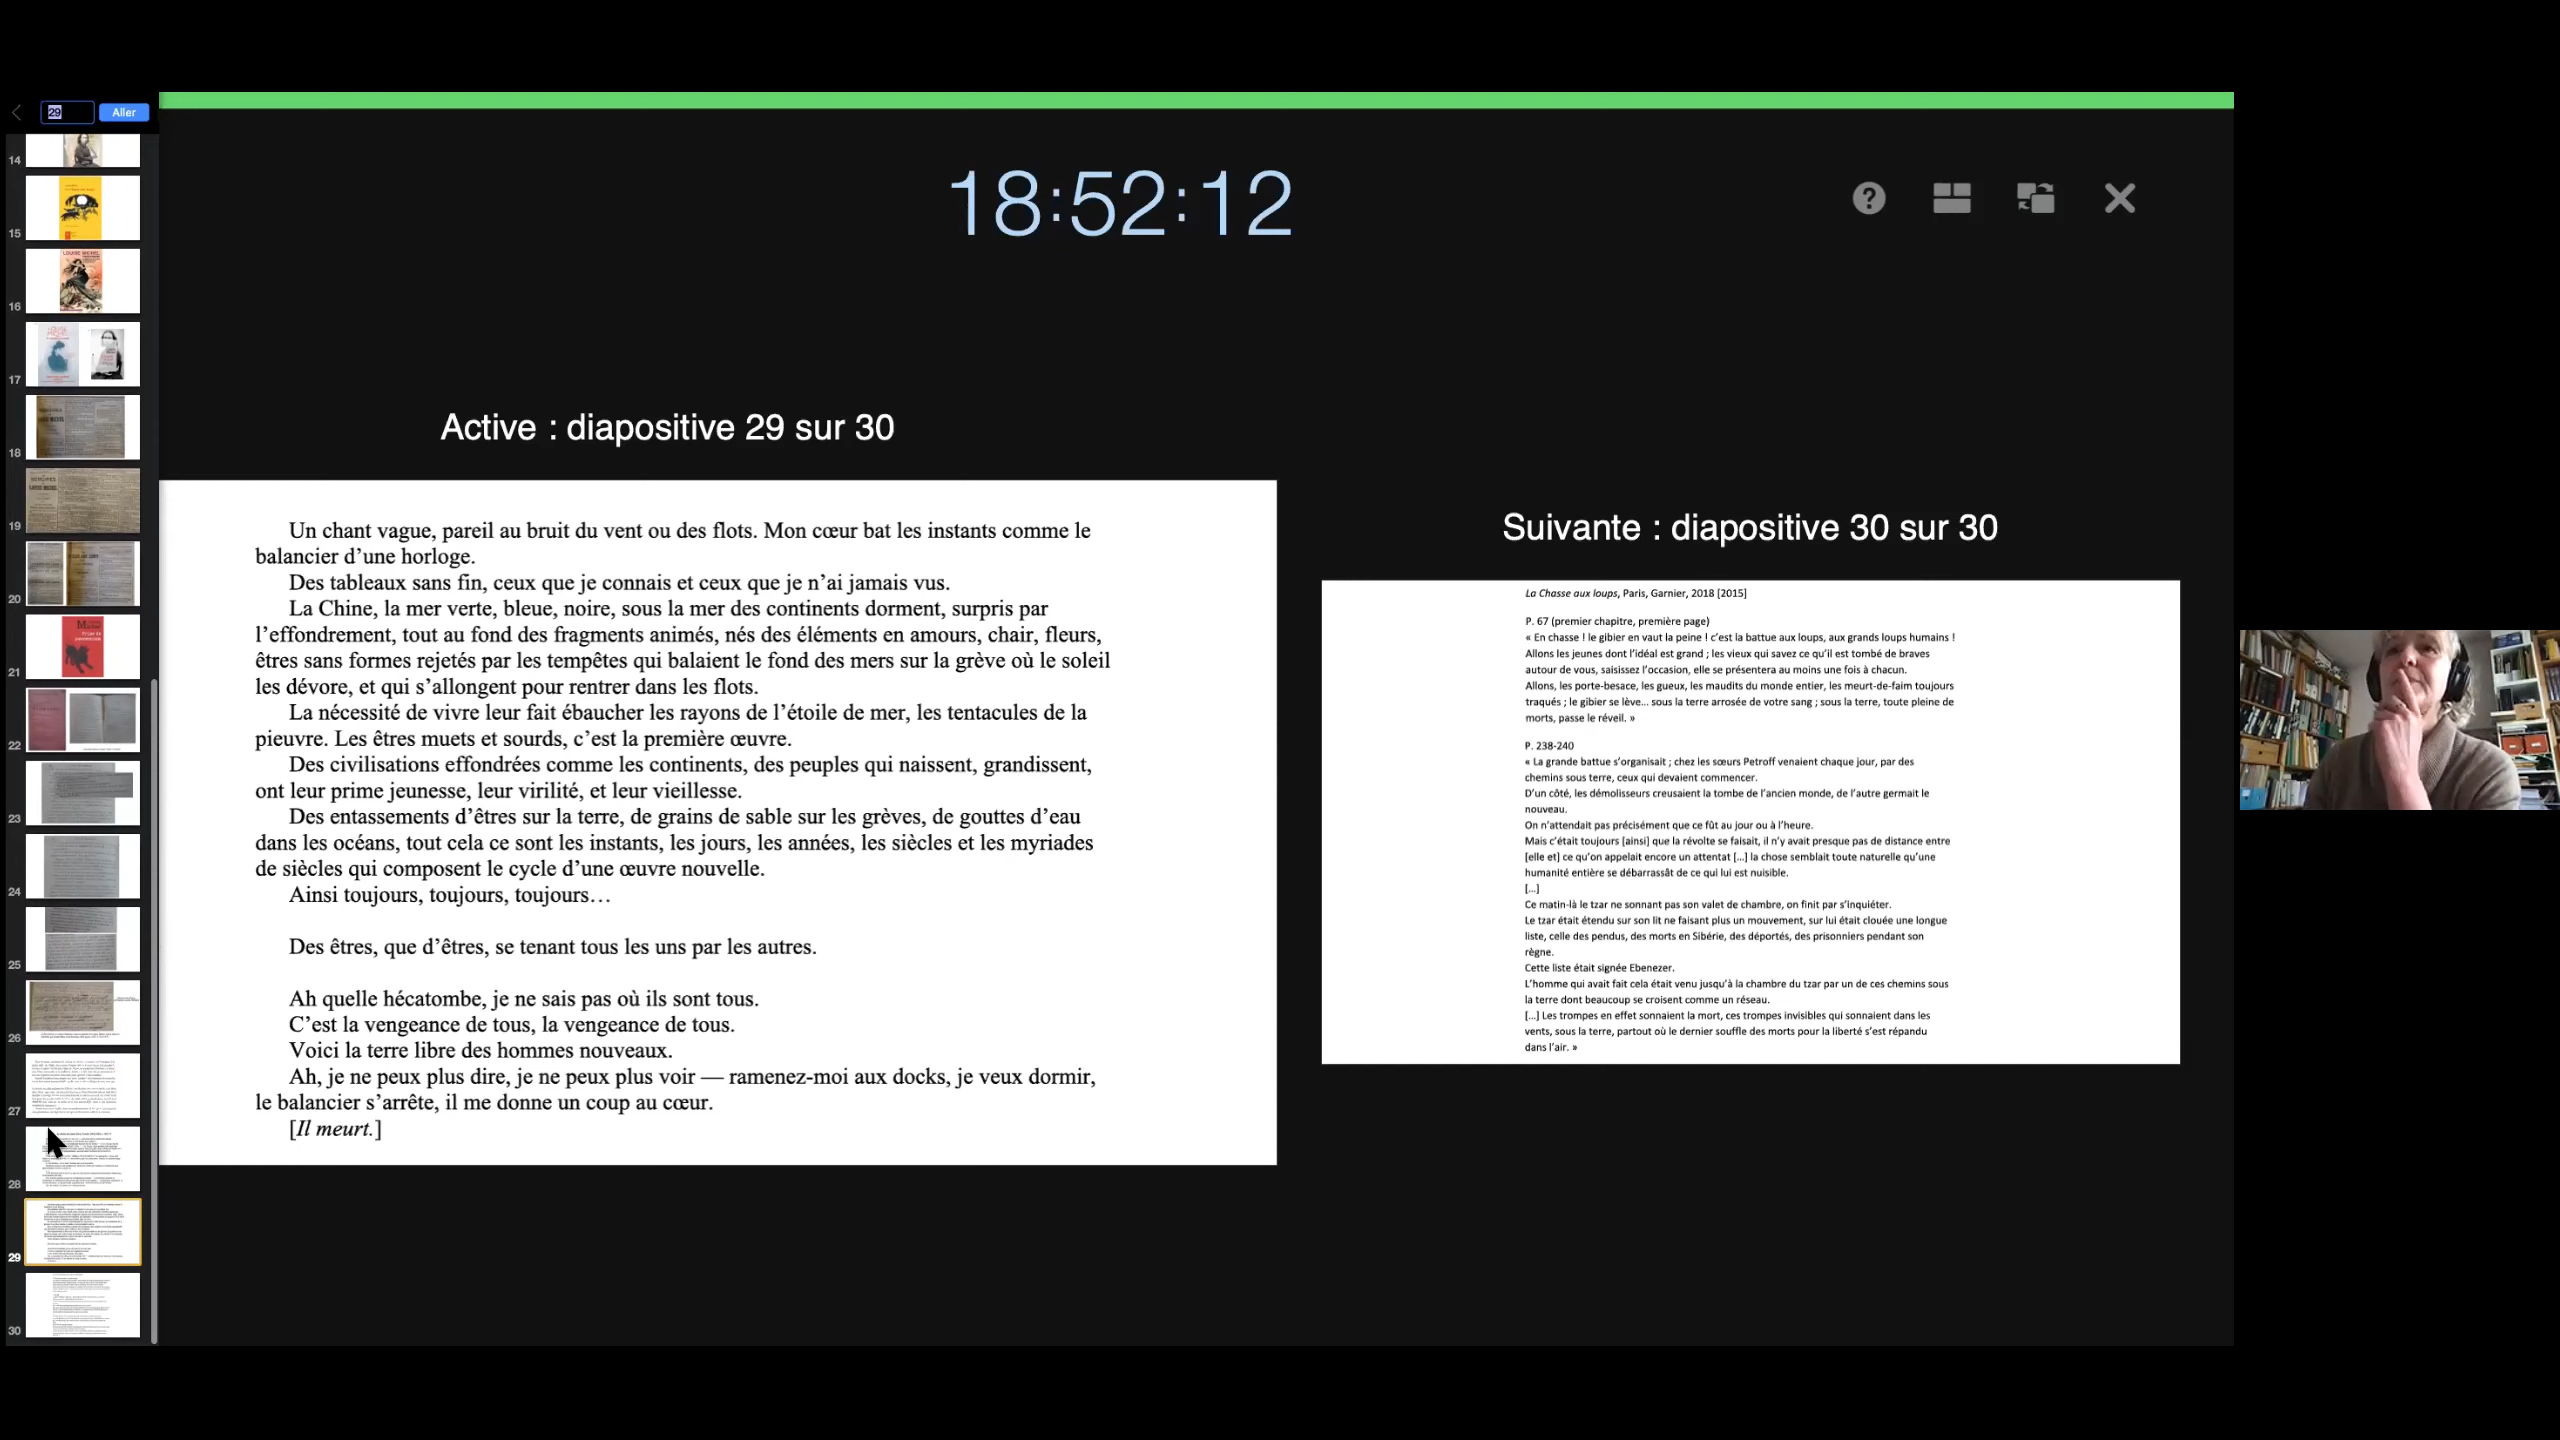 29
Aller
14
15
16
LOUISE MICHEL
17
18
19
20
21
22
23
24
25
26
27
28
29
30
18:52:12
Active : diapositive 29 sur 30
Un chant vague, pareil au bruit du vent ou des flots. Mon cœur bat les instants comme le
balancier d’une horloge.
Des tableaux sans fin, ceux que je connais et ceux que je n’ai jamais vus.
La Chine, la mer verte, bleue, noire, sous la mer des continents dorment, surpris par
l’effondrement, tout au fond des fragments animés, nés des éléments en amours, chair, fleurs,
êtres sans formes rejetés par les tempêtes qui balaient le fond des mers sur la grève où le soleil
les dévore, et qui s’allongent pour rentrer dans les flots.
La nécessité de vivre leur fait ébaucher les rayons de l’étoile de mer, les tentacules de la
pieuvre. Les êtres muets et sourds, c’est la première œuvre.
Des civilisations effondrées comme les continents, des peuples qui naissent, grandissent,
ont leur prime jeunesse, leur virilité, et leur vieillesse.
Des entassements d’êtres sur la terre, de grains de sable sur les grèves, de gouttes d’eau
dans les océans, tout cela ce sont les instants, les jours, les années, les siècles et les myriades
de siècles qui composent le cycle d’une œuvre nouvelle.
Ainsi toujours, toujours, toujours…
Des êtres, que d’êtres, se tenant tous les uns par les autres.
Ah quelle hécatombe, je ne sais pas où ils sont tous.
C’est la vengeance de tous, la vengeance de tous.
Voici la terre libre des hommes nouveaux.
Ah, je ne peux plus dire, je ne peux plus voir — ramenez-moi aux docks, je veux dormir,
le balancier s’arrête, il me donne un coup au cœur.
[Il meurt.]
Suivante : diapositive 30 sur 30
La Chasse aux loups, Paris, Garnier, 2018 [2015]
P. 67 (premier chapitre, première page)
« En chasse ! le gibier en vaut la peine ! c’est la battue aux loups, aux grands loups humains !
Allons les jeunes dont l’idéal est grand ; les vieux qui savez ce qu’il est tombé de braves
autour de vous, saisissez l’occasion, elle se présentera au moins une fois à chacun.
Allons, les porte-besace, les gueux, les maudits du monde entier, les meurt-de-faim toujours
traqués ; le gibier se lève... sous la terre arrosée de votre sang ; sous la terre, toute pleine de
morts, passe le réveil. »
P. 238-240
« La grande battue s’organisait ; chez les sœurs Petroff venaient chaque jour, par des
chemins sous terre, ceux qui devaient commencer.
D’un côté, les démolisseurs creusaient la tombe de l’ancien monde, de l’autre germait le
nouveau.
On n’attendait pas précisément que ce fût au jour ou à l’heure.
Mais c’était toujours [ainsi] que la révolte se faisait, il n’y avait presque pas de distance entre
[elle et] ce qu’on appelait encore un attentat [...] la chose semblait toute naturelle qu’une
humanité entière se débarrassât de ce qui lui est nuisible.
[...]
Ce matin-là le tzar ne sonnant pas son valet de chambre, on finit par s’inquiéter.
Le tzar était étendu sur son lit ne faisant plus un mouvement, sur lui était clouée une longue
liste, celle des pendus, des morts en Sibérie, des déportés, des prisonniers pendant son
règne.
Cette liste était signée Ebenezer.
L’homme qui avait fait cela était venu jusqu’à la chambre du tzar par un de ces chemins sous
la terre dont beaucoup se croisent comme un réseau.
[...] Les trompes en effet sonnaient la mort, ces trompes invisibles qui sonnaient dans les
vents, sous la terre, partout où le dernier souffle des morts pour la liberté s’est répandu
dans l’air. »